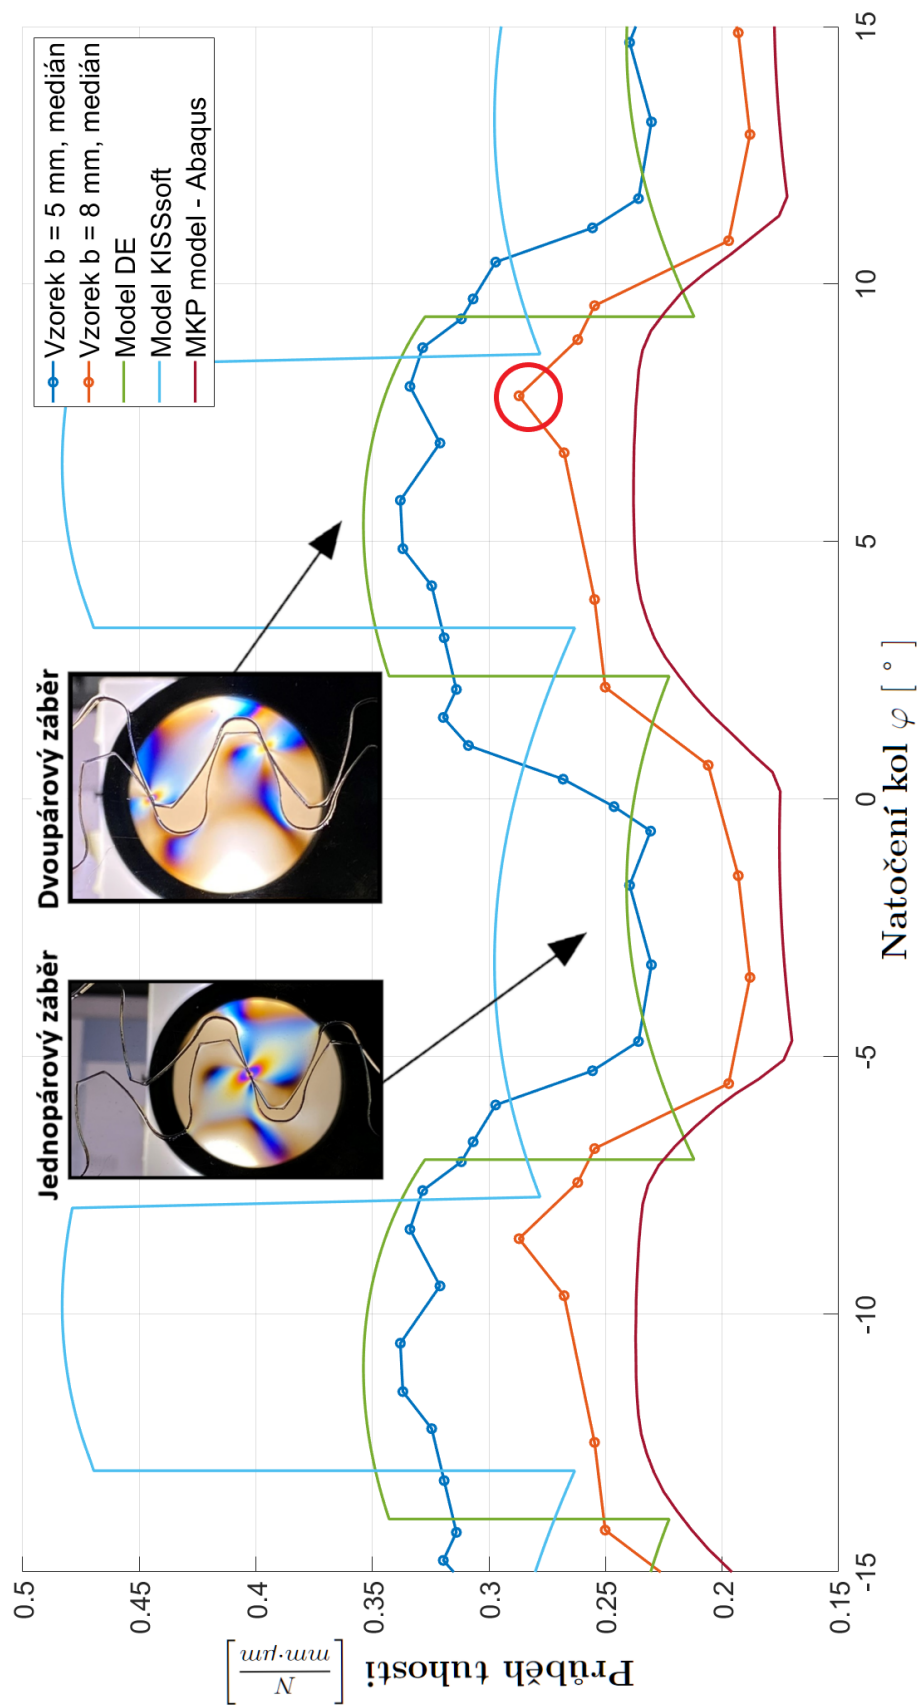 Jednopárový záběr
Dvoupárový záběr
Vzorek b = 5 mm, medián
Vzorek b = 8 mm, medián
Model DE
Model KISSsoft
MKP model - Abaqus
Průběh tuhosti [N/mm·μm]
0.5
0.45
0.4
0.35
0.3
0.25
0.2
0.15
-15
-10
-5
0
5
10
15
Natočení kol φ [ ° ]